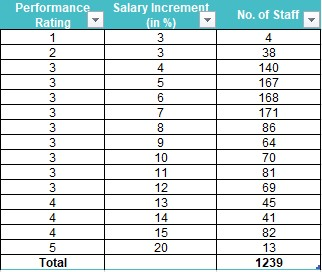 Performance Rating Salary Increment (in %) No. of Staff
1 3 4
2 3 38
3 4 140
3 5 167
3 6 168
3 7 171
3 8 86
3 9 64
3 10 70
3 11 81
3 12 69
4 13 45
4 14 41
4 15 82
5 20 13
Total 1239